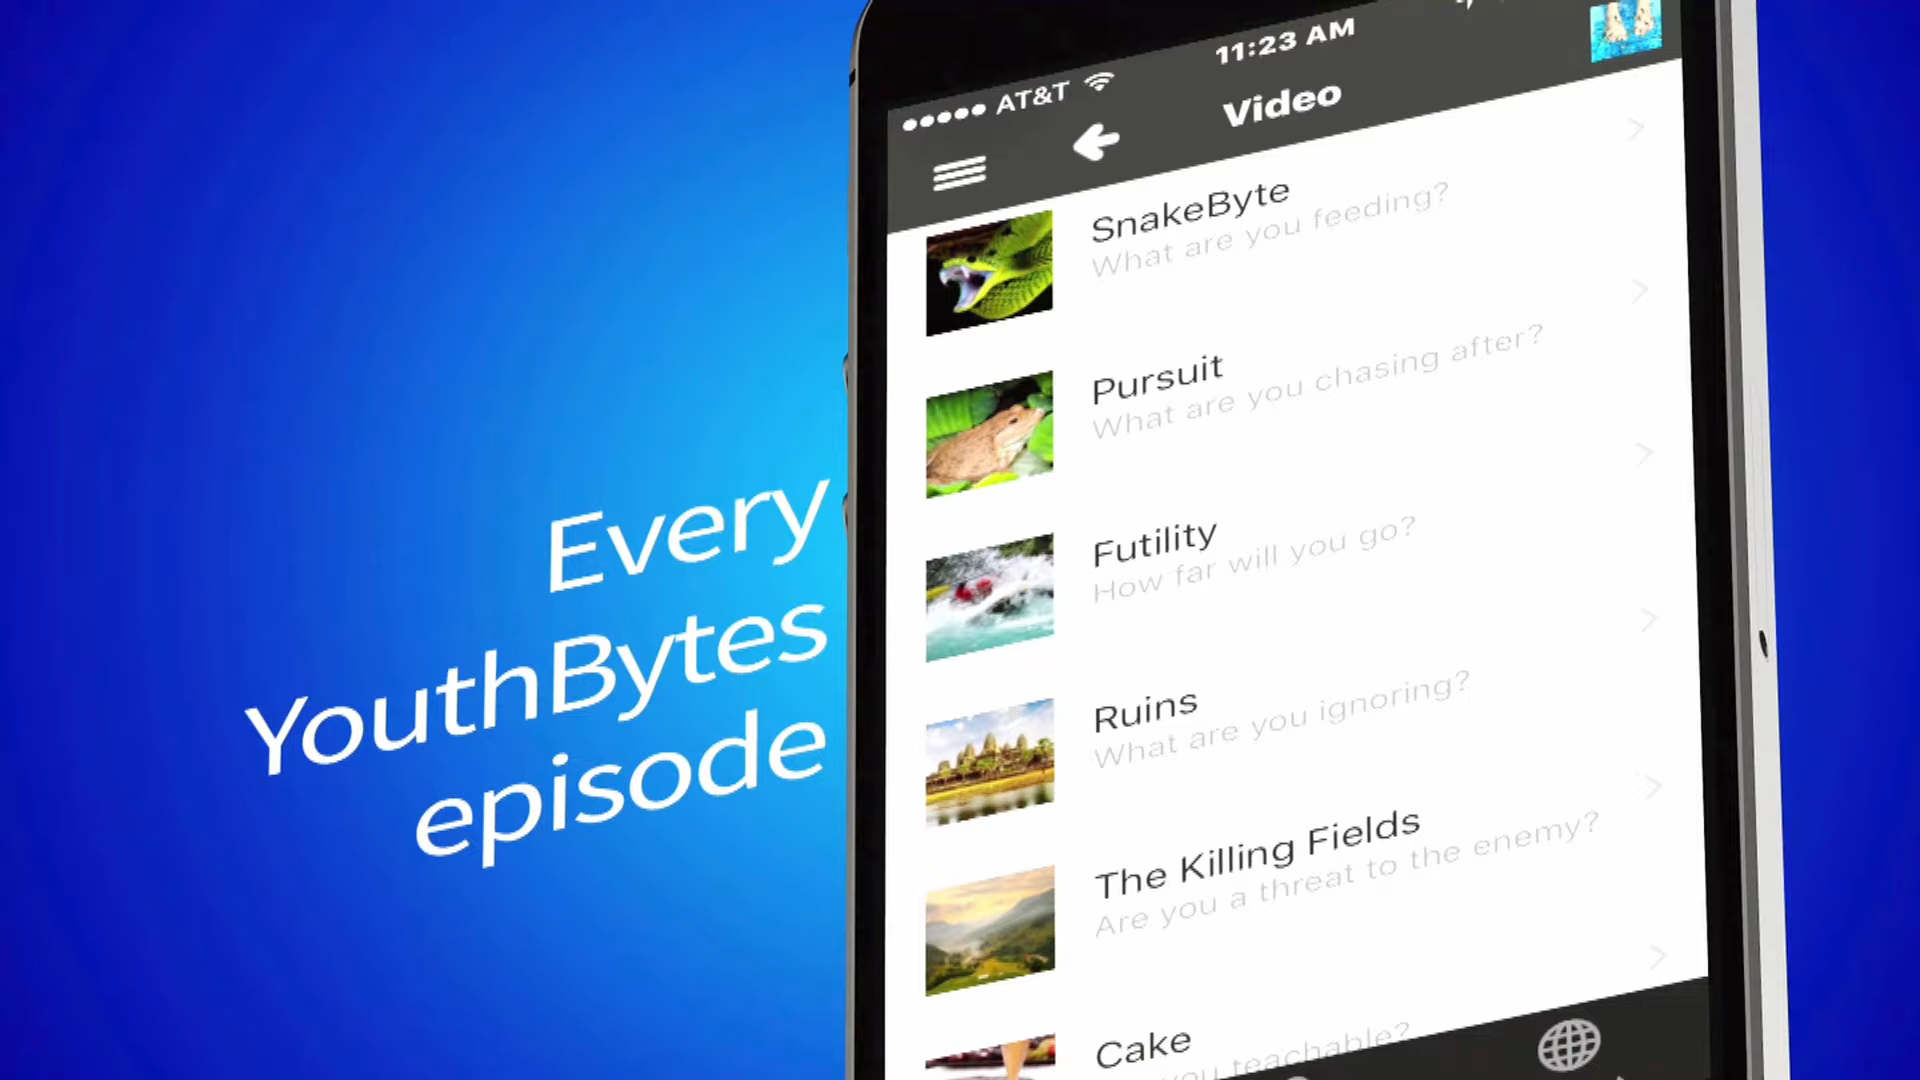 11:23 AM
AT&T
Video
SnakeByte
What are you feeding?
Pursuit
What are you chasing after?
Futility
How far will you go?
Ruins
What are you ignoring?
The Killing Fields
Are you a threat to the enemy?
Cake
you teachable?
Every
YouthBytes
episode